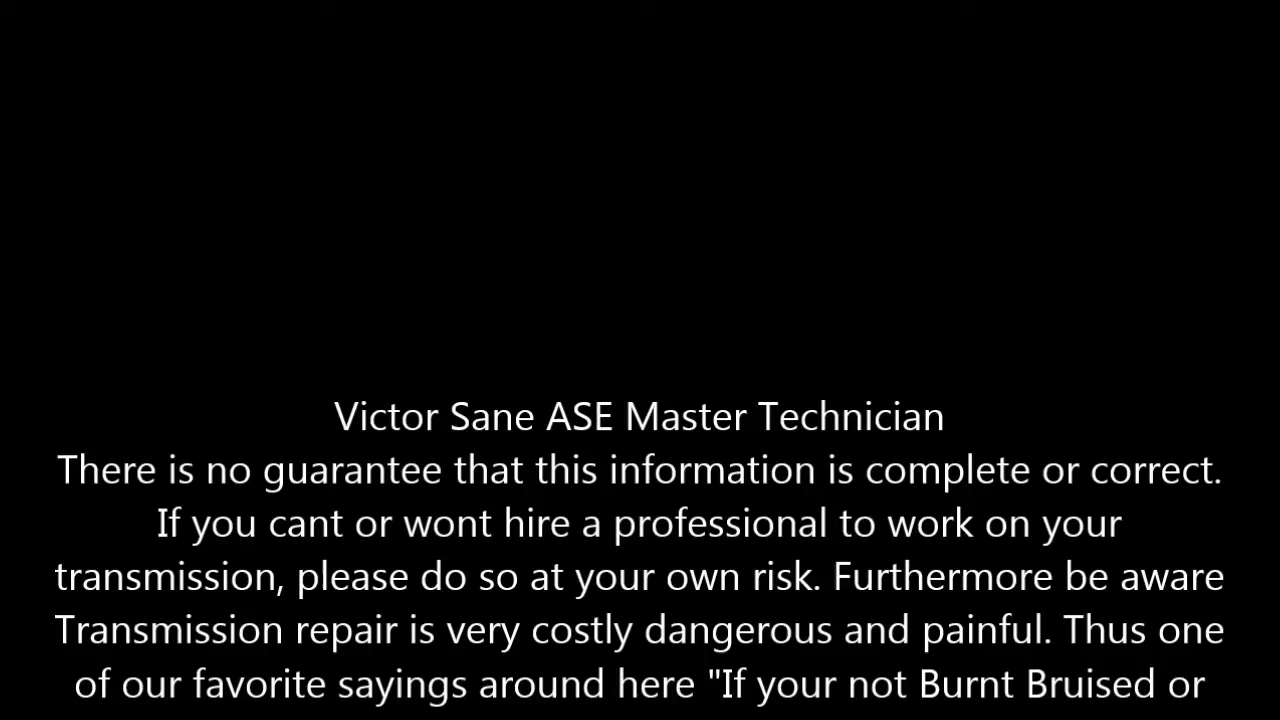 Victor Sane ASE Master Technician
There is no guarantee that this information is complete or correct.
If you cant or wont hire a professional to work on your
transmission, please do so at your own risk. Furthermore be aware
Transmission repair is very costly dangerous and painful. Thus one
of our favorite sayings around here "If your not Burnt Bruised or